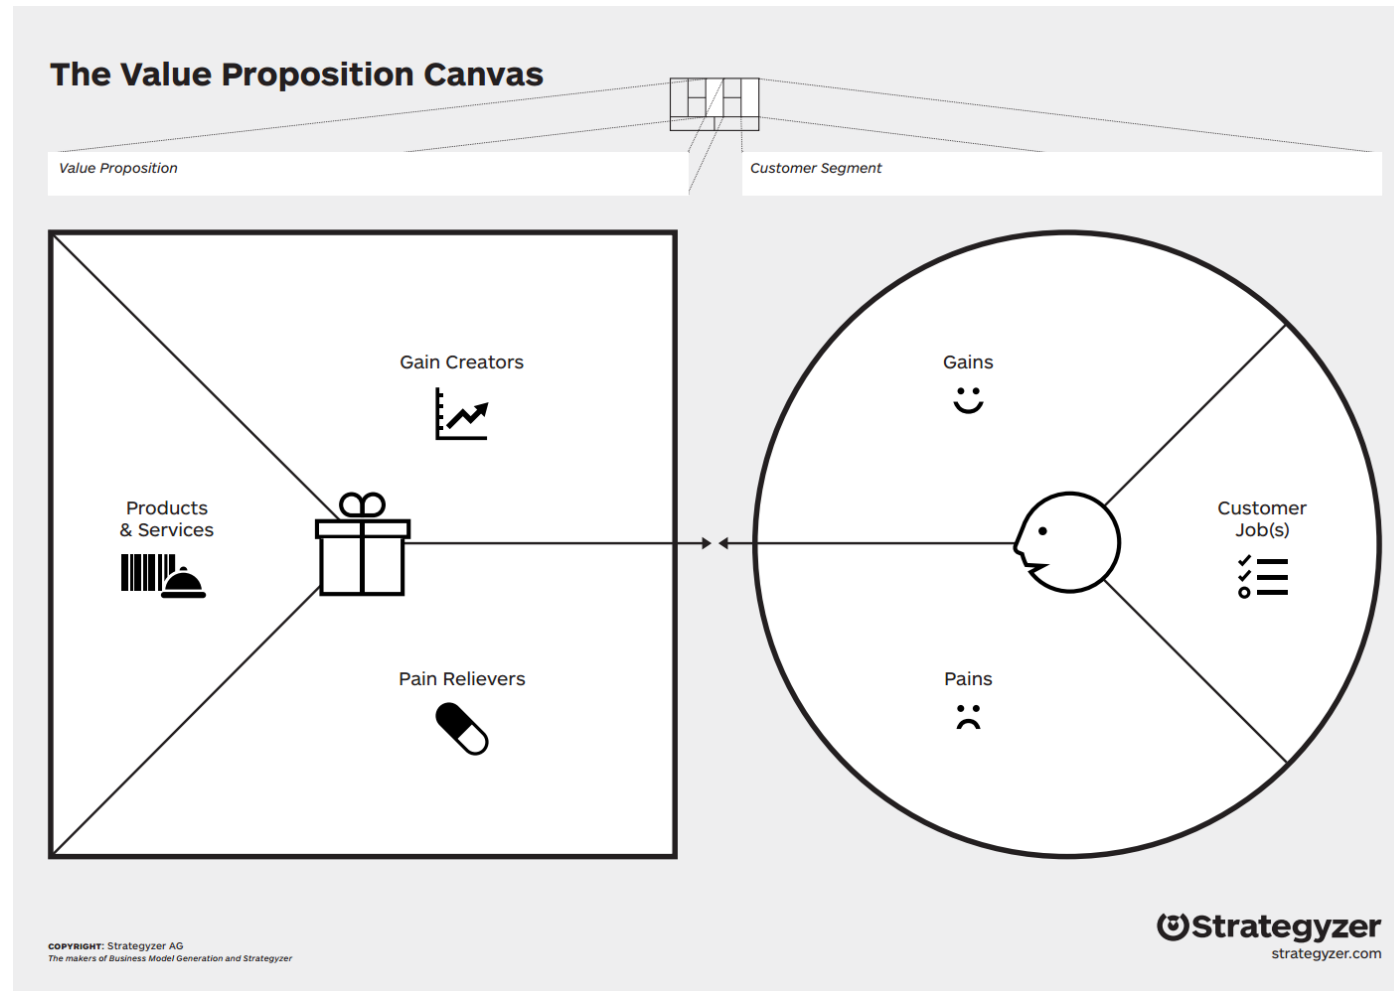 The Value Proposition Canvas
Value Proposition
Customer Segment
Gain Creators
Gains
Products
& Services
Customer
Job(s)
Pain Relievers
Pains
COPYRIGHT: Strategyzer AG
The makers of Business Model Generation and Strategyzer
Strategyzer
strategyzer.com